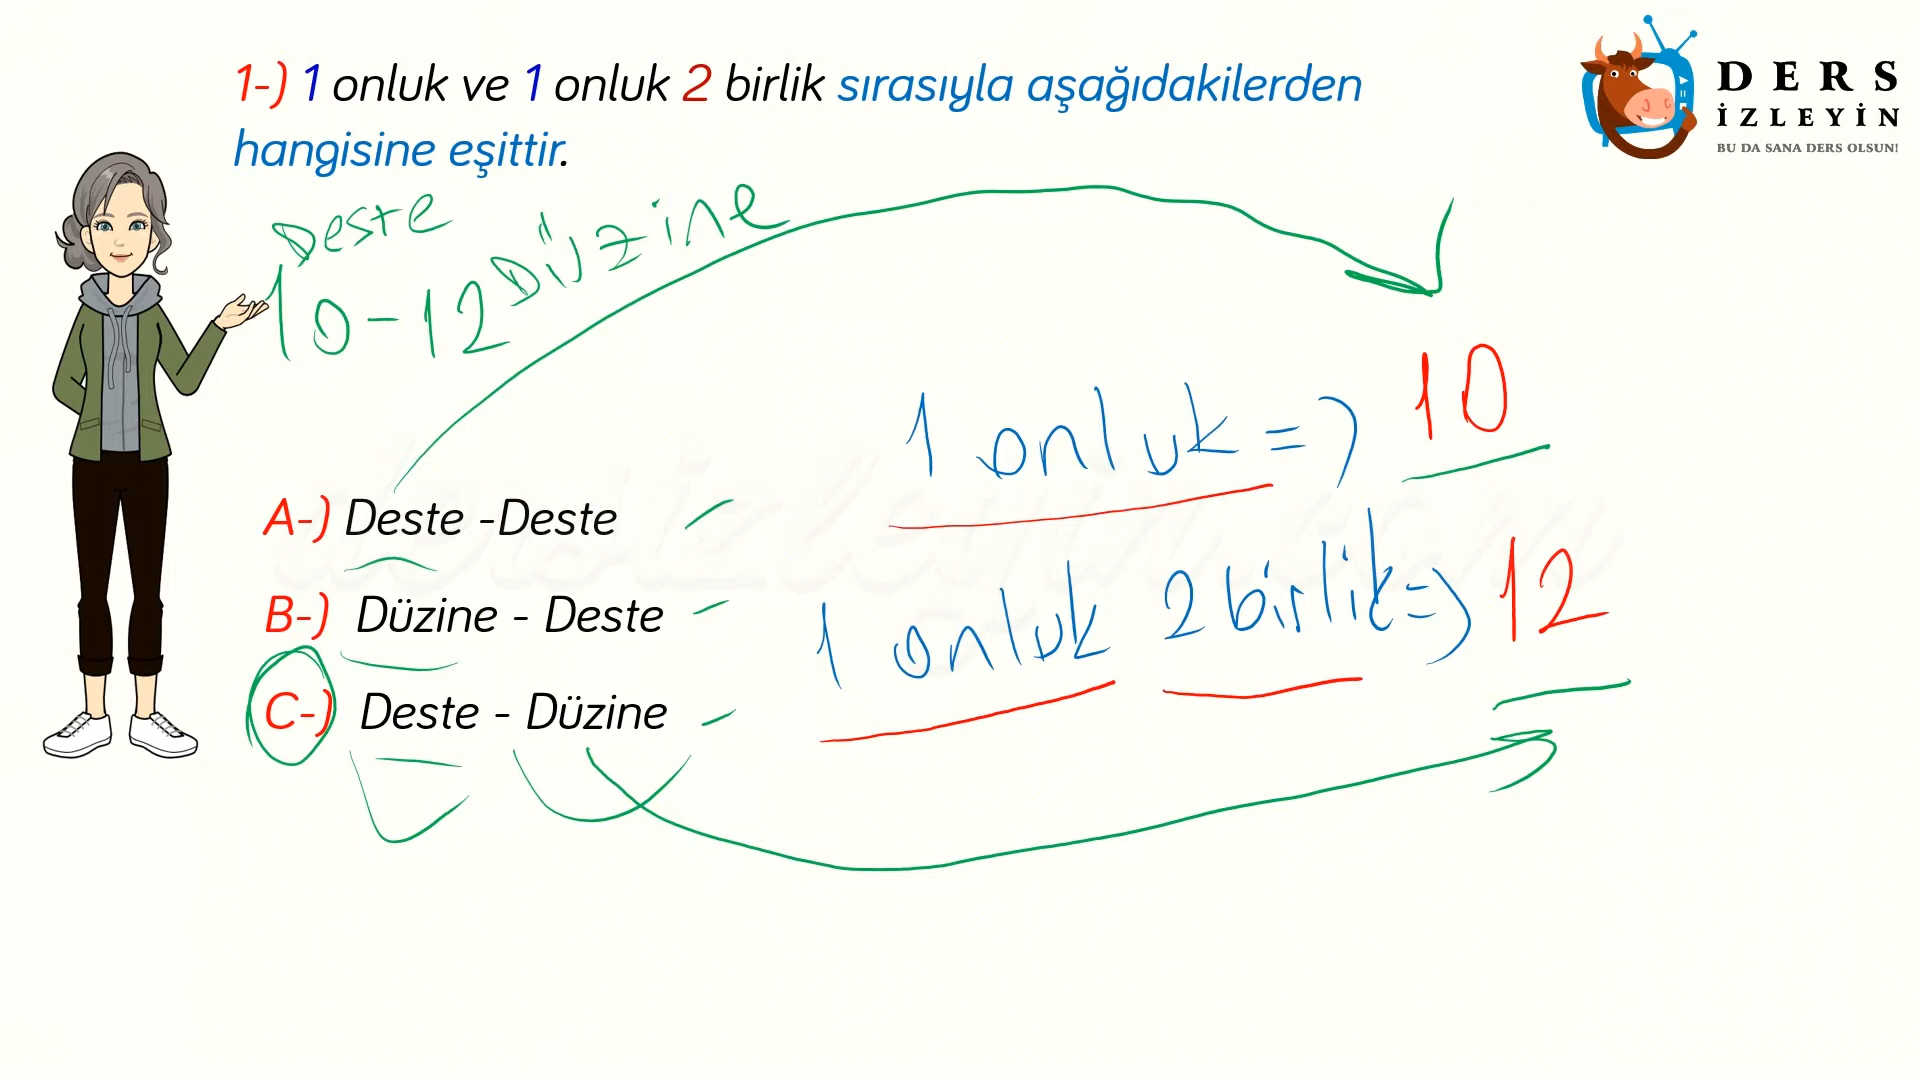 1-) 1 onluk ve 1 onluk 2 birlik sırasıyla aşağıdakilerden
hangisine eşittir.
DERS
İZLEYİN
BU DA SANA DERS OLSUN!
Deste
10-12 Düzine
1 onluk => 10
A-) Deste -Deste
1 onluk 2 birlik => 12
B-) Düzine - Deste
C-) Deste - Düzine